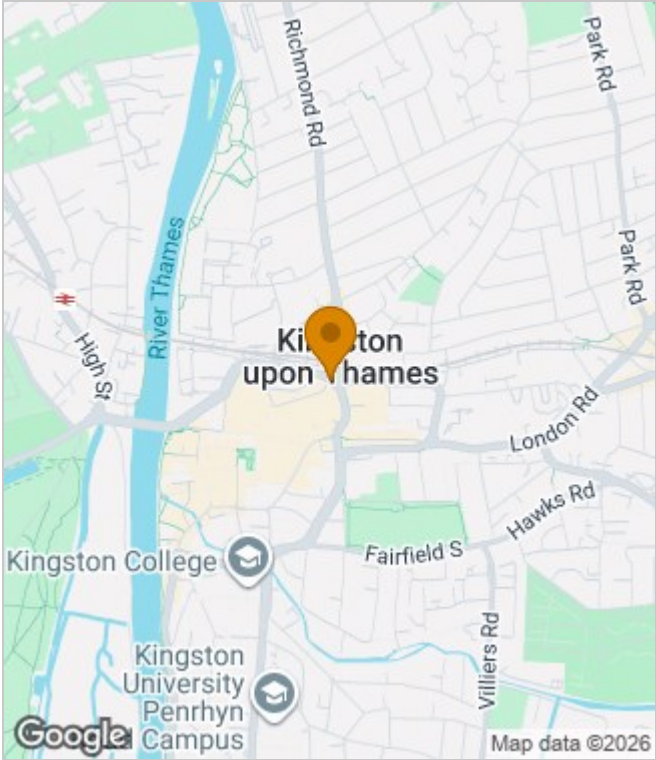 Richmond Rd
Park Rd
River Thames
Park Rd
High St
Kingston
upon Thames
London Rd
Hawks Rd
Kingston College
Fairfield S
Villiers Rd
Kingston
University
Penrhyn
Campus
Google
Map data ©2026